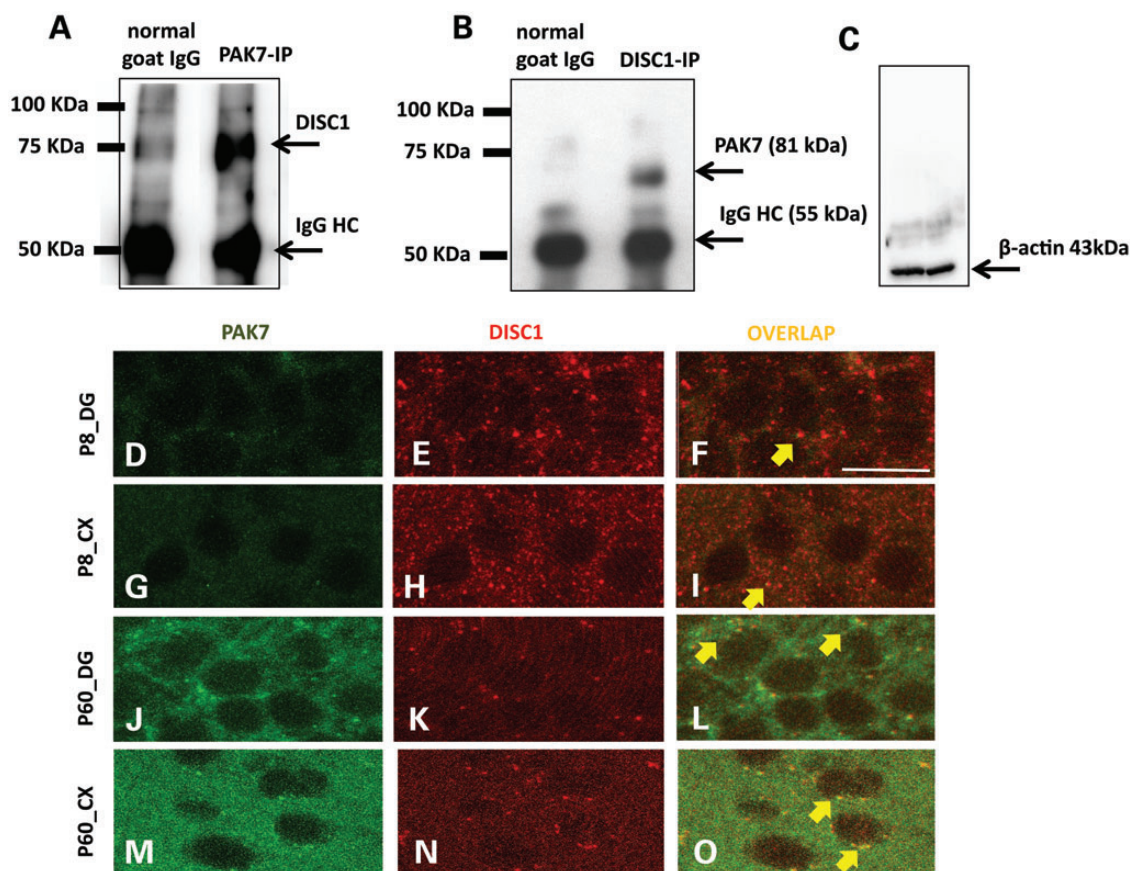 A
normal
goat IgG
PAK7-IP
100 KDa
75 KDa
50 KDa
DISC1
IgG HC
B
normal
goat IgG
DISC1-IP
100 KDa
75 KDa
50 KDa
PAK7 (81 kDa)
IgG HC (55 kDa)
C
β-actin 43kDa
PAK7
DISC1
OVERLAP
P8_DG
D
E
F
P8_CX
G
H
I
P60_DG
J
K
L
P60_CX
M
N
O